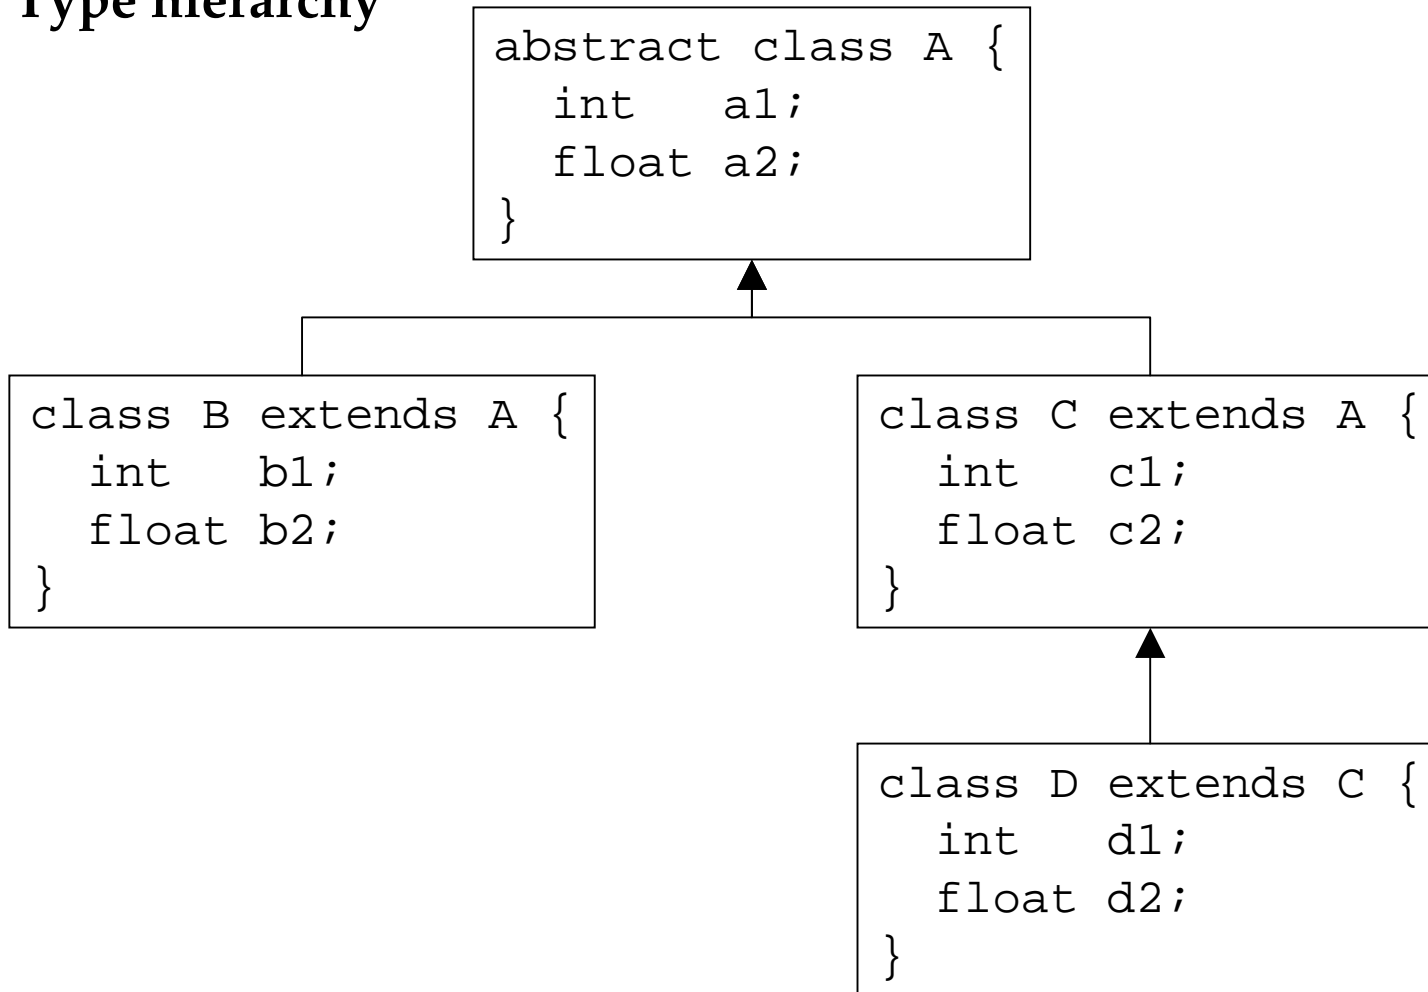 Type hierarchy
abstract class A {
  int   a1;
  float a2;
}
class B extends A {
  int   b1;
  float b2;
}
class C extends A {
  int   c1;
  float c2;
}
class D extends C {
  int   d1;
  float d2;
}